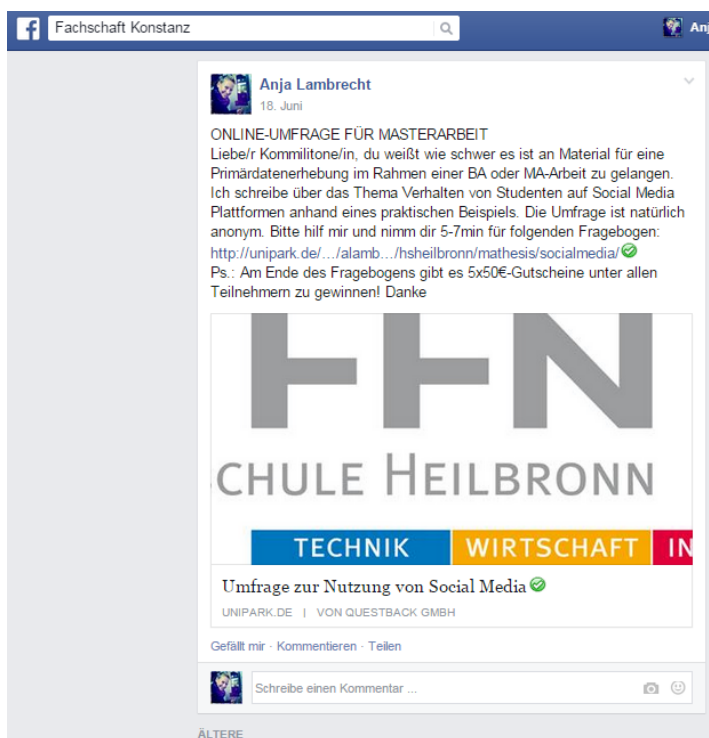 Fachschaft Konstanz
Anj
Anja Lambrecht
18. Juni
ONLINE-UMFRAGE FÜR MASTERARBEIT
Liebe/r Kommilitone/in, du weißt wie schwer es ist an Material für eine
Primärdatenerhebung im Rahmen einer BA oder MA-Arbeit zu gelangen.
Ich schreibe über das Thema Verhalten von Studenten auf Social Media
Plattformen anhand eines praktischen Beispiels. Die Umfrage ist natürlich
anonym. Bitte hilf mir und nimm dir 5-7min für folgenden Fragebogen:
http://unipark.de/.../alamb.../hsheilbronn/mathesis/socialmedia/
Ps.: Am Ende des Fragebogens gibt es 5x50€-Gutscheine unter allen
Teilnehmern zu gewinnen! Danke
CHULE HEILBRONN
TECHNIK WIRTSCHAFT IN
Umfrage zur Nutzung von Social Media
UNIPARK.DE | VON QUESTBACK GMBH
Gefällt mir · Kommentieren · Teilen
Schreibe einen Kommentar ...
ÄLTERE